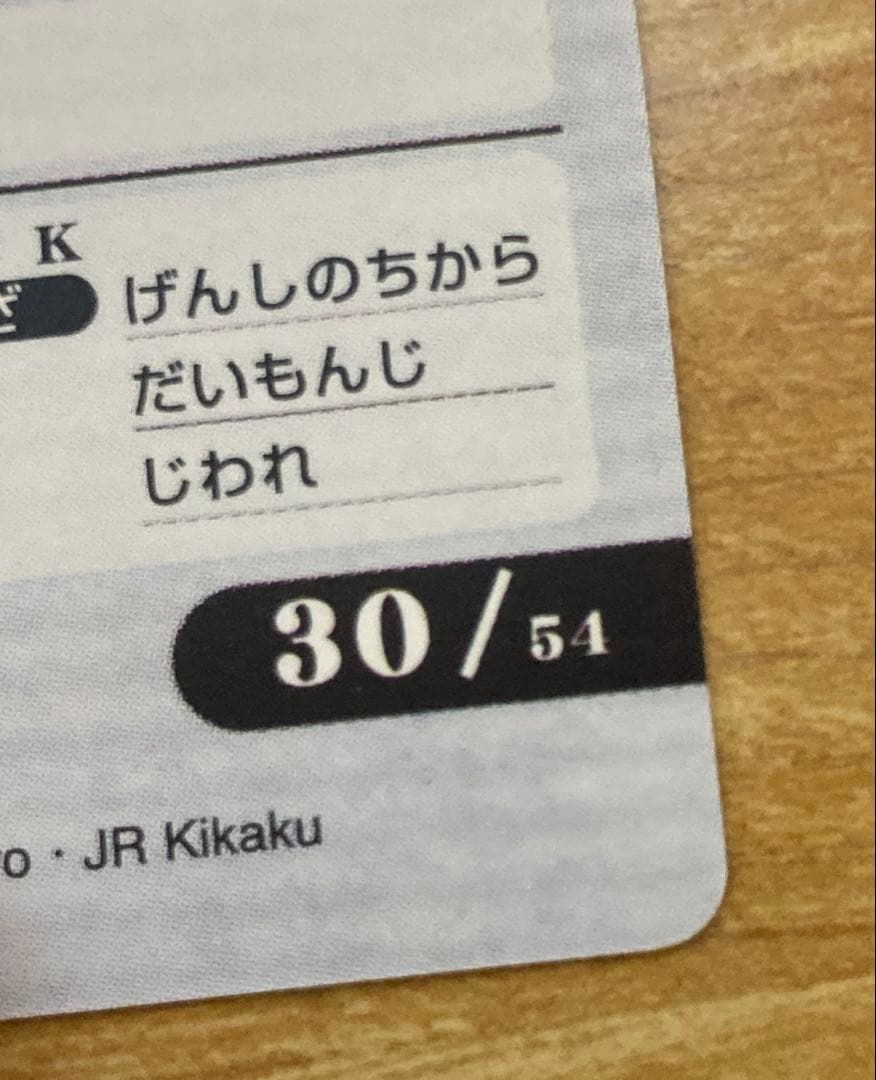 K
ざ
げんしのちから
だいもんじ
じわれ
30/54
o・JR Kikaku